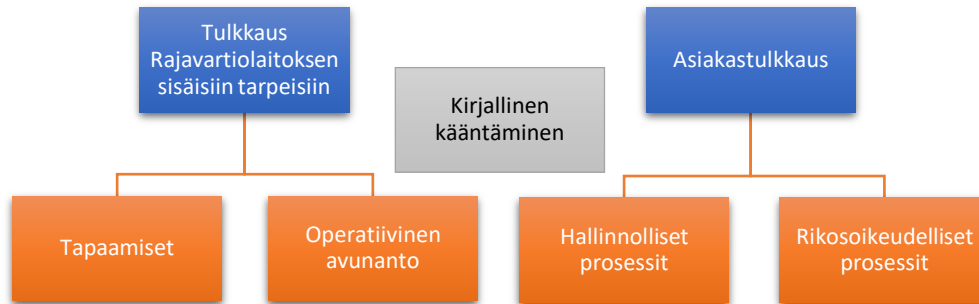 Tulkkaus
Rajavartiolaitoksen
sisäisiin tarpeisiin
Asiakastulkkaus
Kirjallinen
kääntäminen
Tapaamiset
Operatiivinen
avunanto
Hallinnolliset
prosessit
Rikosoikeudelliset
prosessit